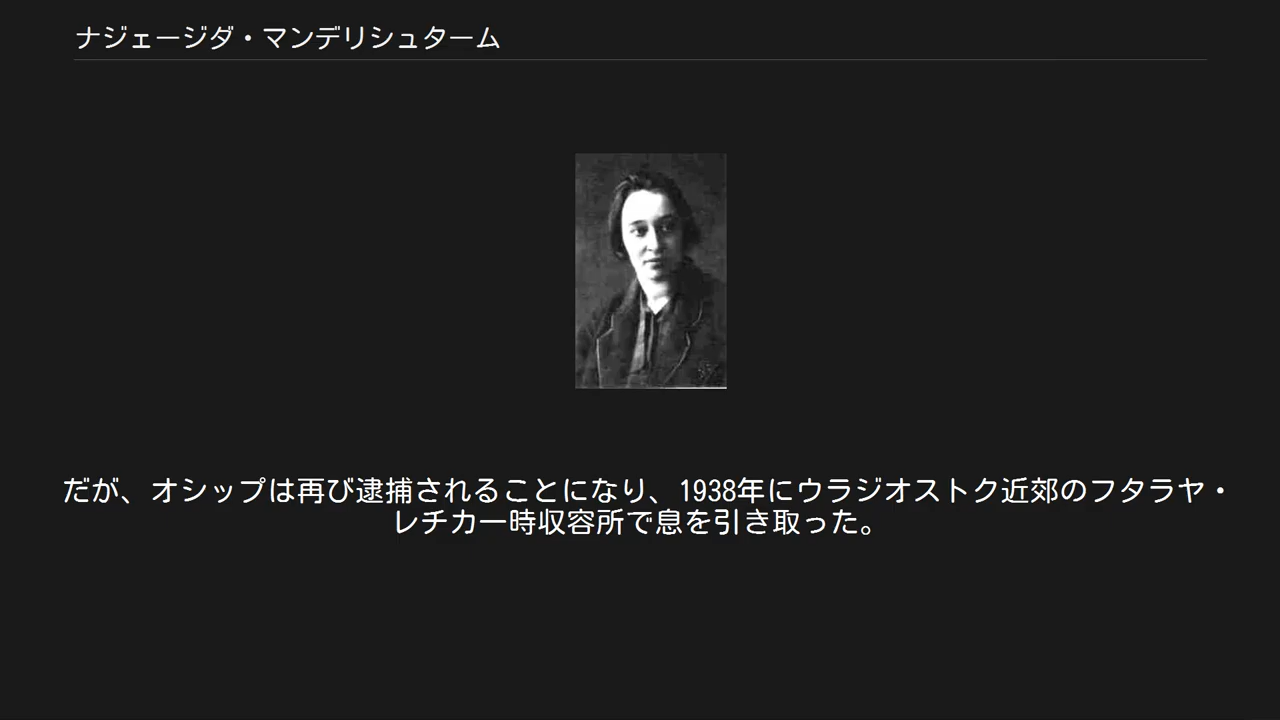 ナジェージダ・マンデリシュターム
だが、オシップは再び逮捕されることになり、1938年にウラジオストク近郊のフタラヤ・
レチカ一時収容所で息を引き取った。